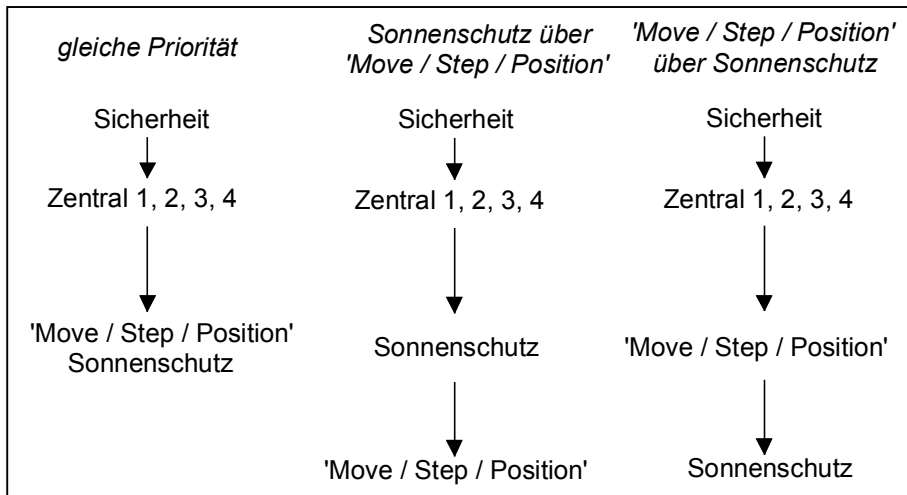 gleiche Priorität
Sicherheit
Zentral 1, 2, 3, 4
'Move / Step / Position'
Sonnenschutz
Sonnenschutz über
'Move / Step / Position'
Sicherheit
Zentral 1, 2, 3, 4
Sonnenschutz
'Move / Step / Position'
'Move / Step / Position'
über Sonnenschutz
Sicherheit
Zentral 1, 2, 3, 4
'Move / Step / Position'
Sonnenschutz